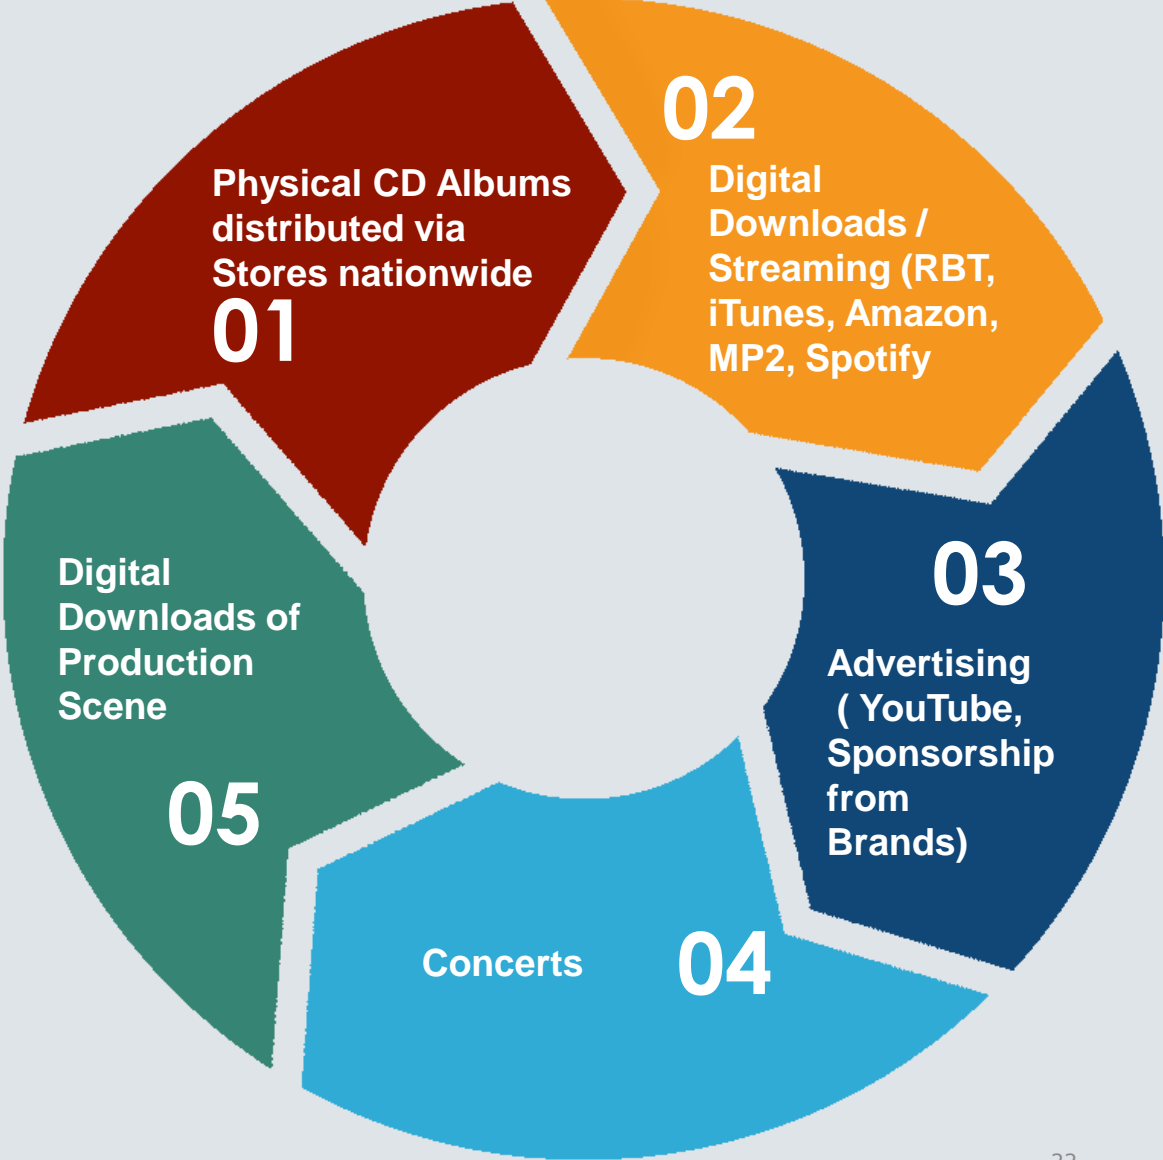 Physical CD Albums
distributed via
Stores nationwide
01
02
Digital
Downloads /
Streaming (RBT,
iTunes, Amazon,
MP2, Spotify
03
Advertising
( YouTube,
Sponsorship
from
Brands)
Concerts
04
Digital
Downloads of
Production
Scene
05